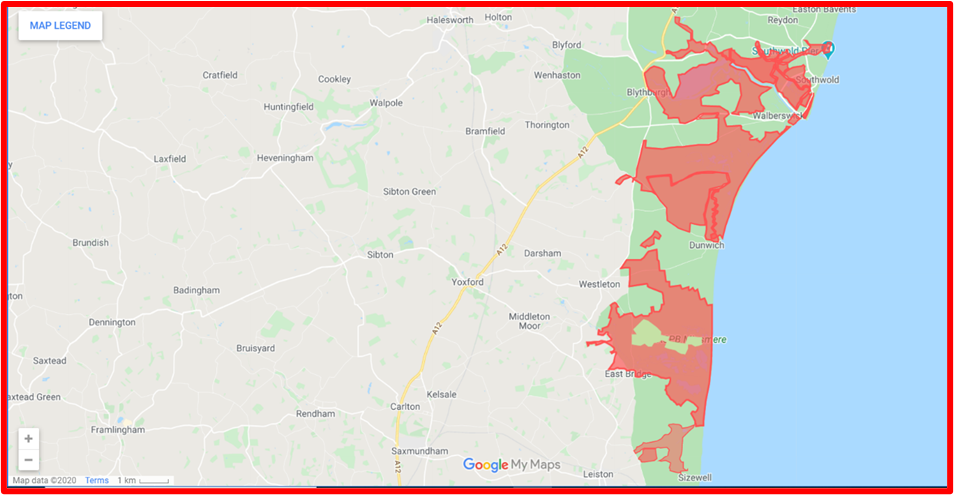 MAP LEGEND
Halesworth
Holton
Easton Bavents
Reydon
Blyford
Southwold Pier
Cratfield
Cookley
Wenhaston
Southwold
Blythburgh
Huntingfield
Walpole
Walberswick
Bramfield
Thorington
Laxfield
Heveningham
A12
Sibton Green
Brundish
Dunwich
Sibton
A12
Darsham
Yoxford
Westleton
Badingham
Dennington
Middleton
Moor
A12
Bruisyard
Saxtead
East Bridge
Kelsale
axtead Green
Carlton
Rendham
Framlingham
Saxmundham
A12
Google My Maps
Leiston
Sizewell
+
−
Map data ©2020 Terms 1 km